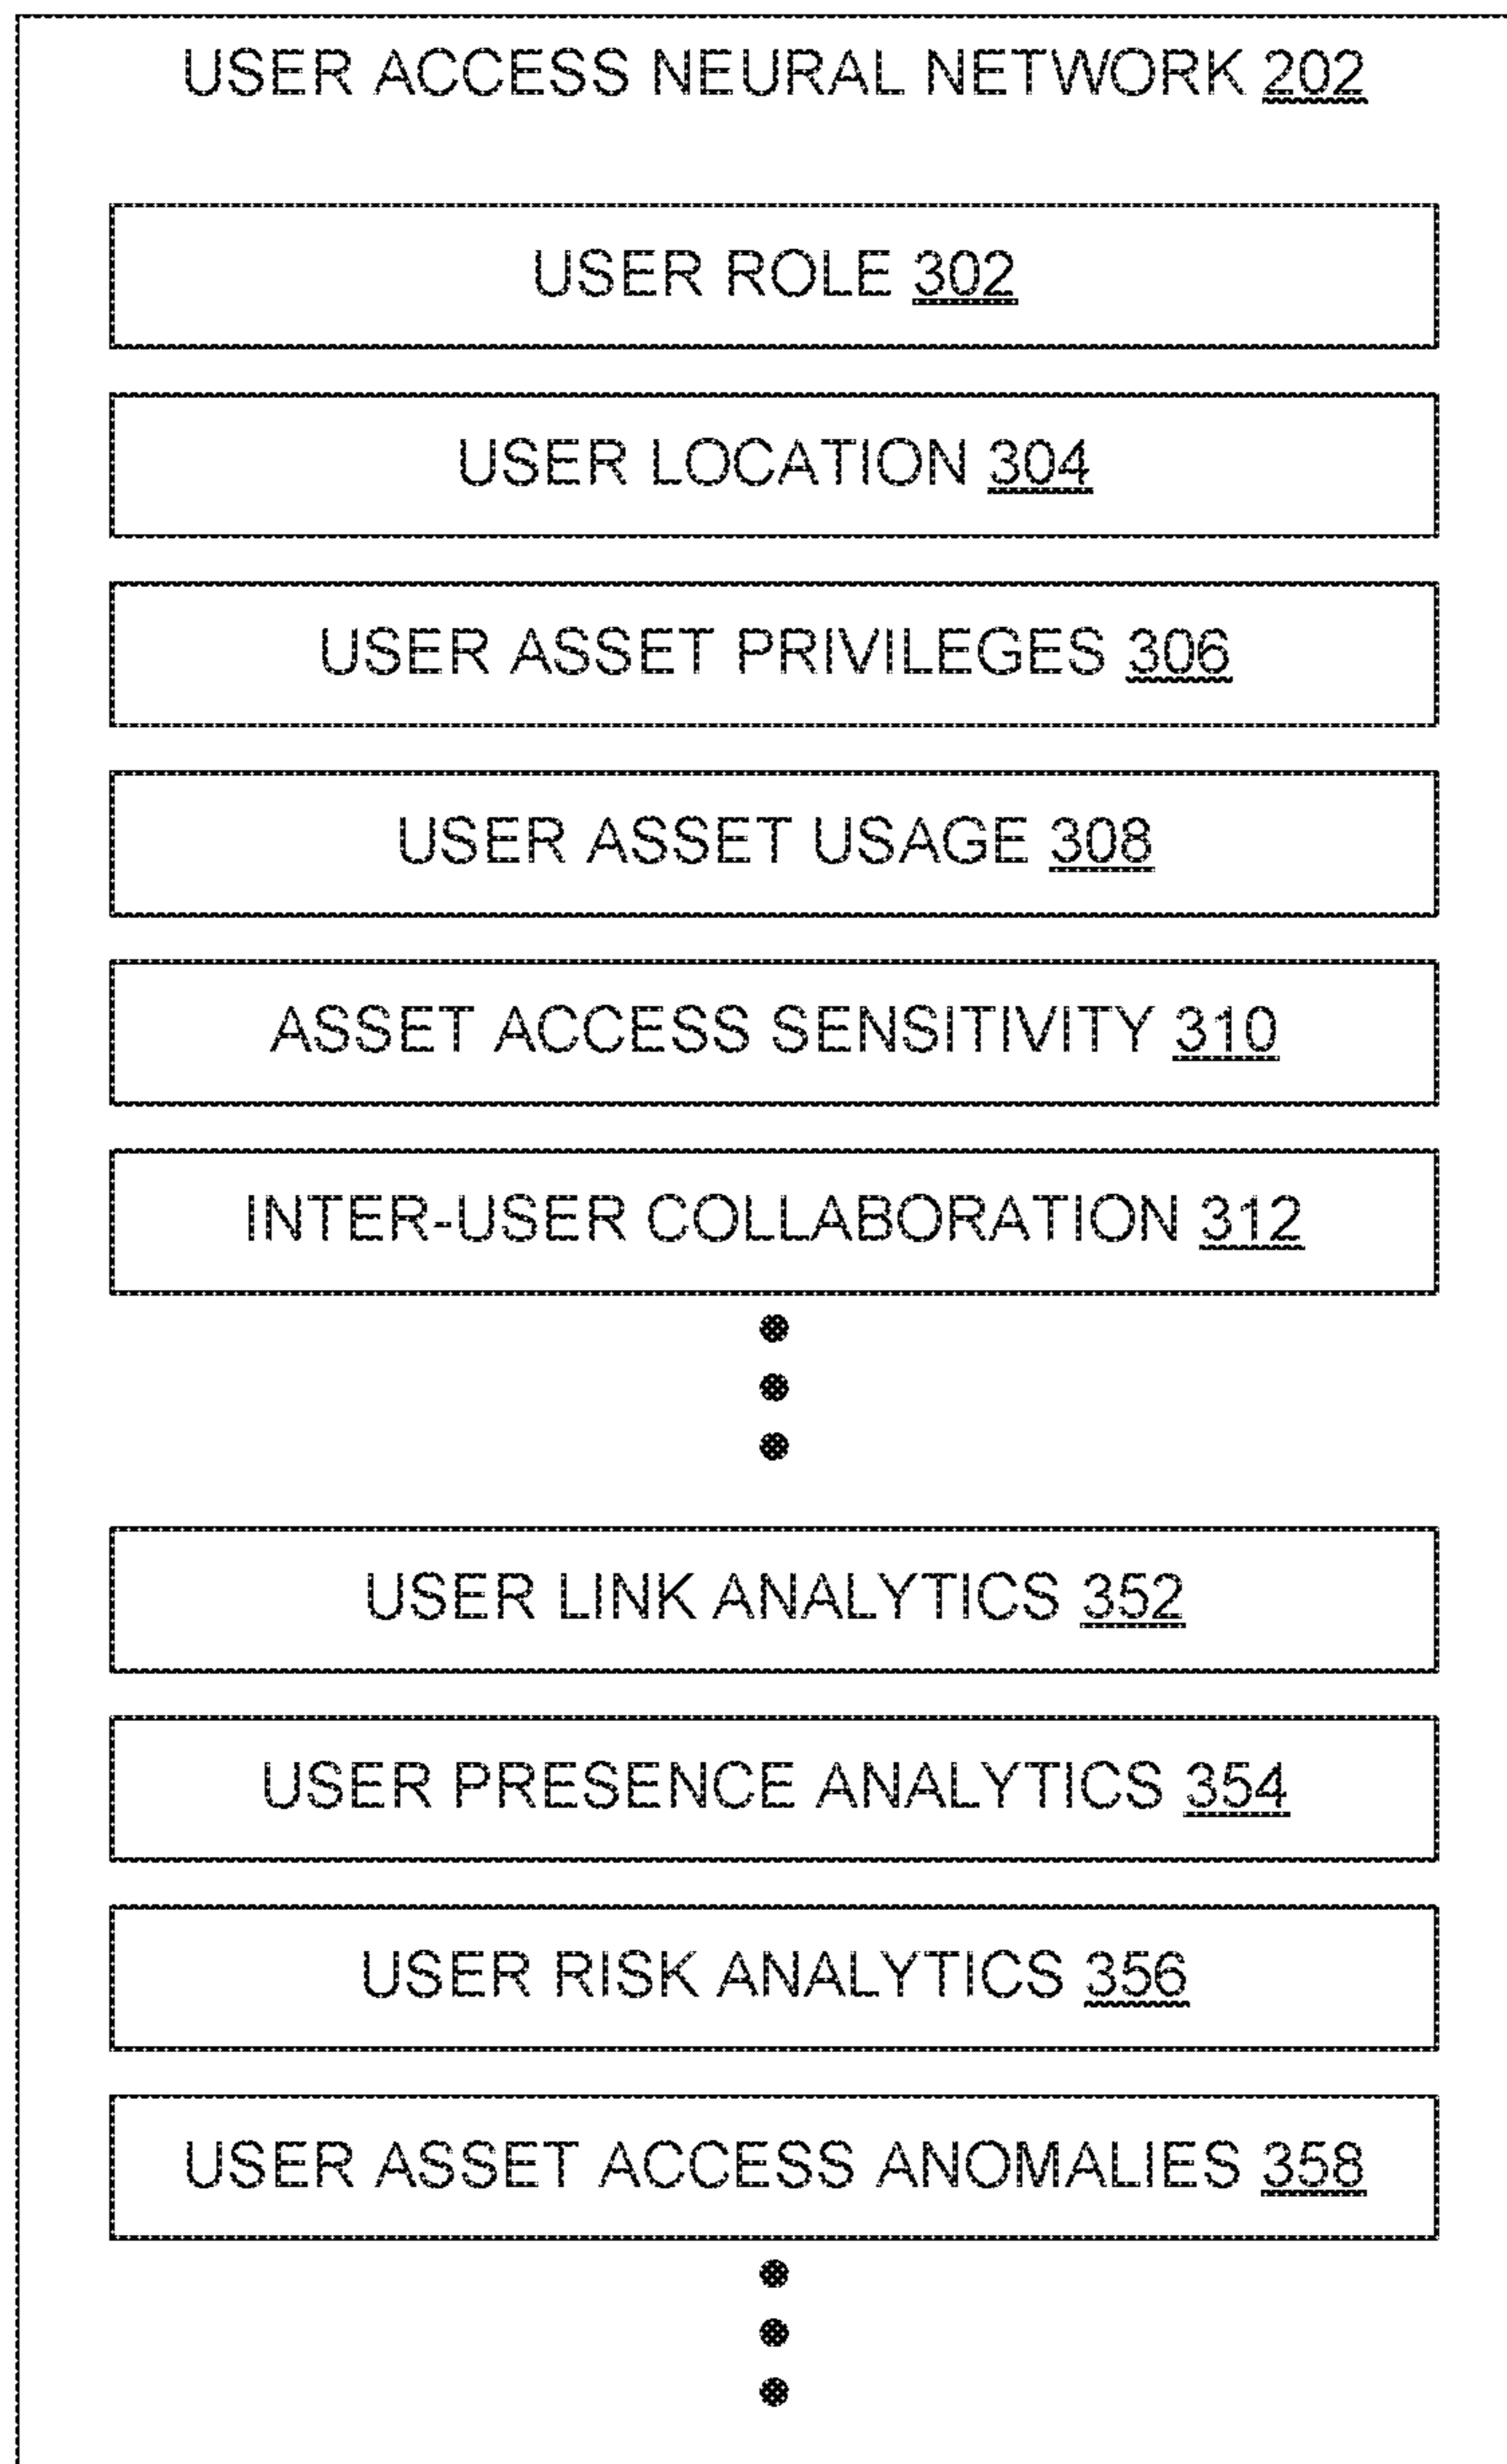 USER ACCESS NEURAL NETWORK 202
USER ROLE 302
USER LOCATION 304
USER ASSET PRIVILEGES 306
USER ASSET USAGE 308
ASSET ACCESS SENSITIVITY 310
INTER-USER COLLABORATION 312
USER LINK ANALYTICS 352
USER PRESENCE ANALYTICS 354
USER RISK ANALYTICS 356
USER ASSET ACCESS ANOMALIES 358